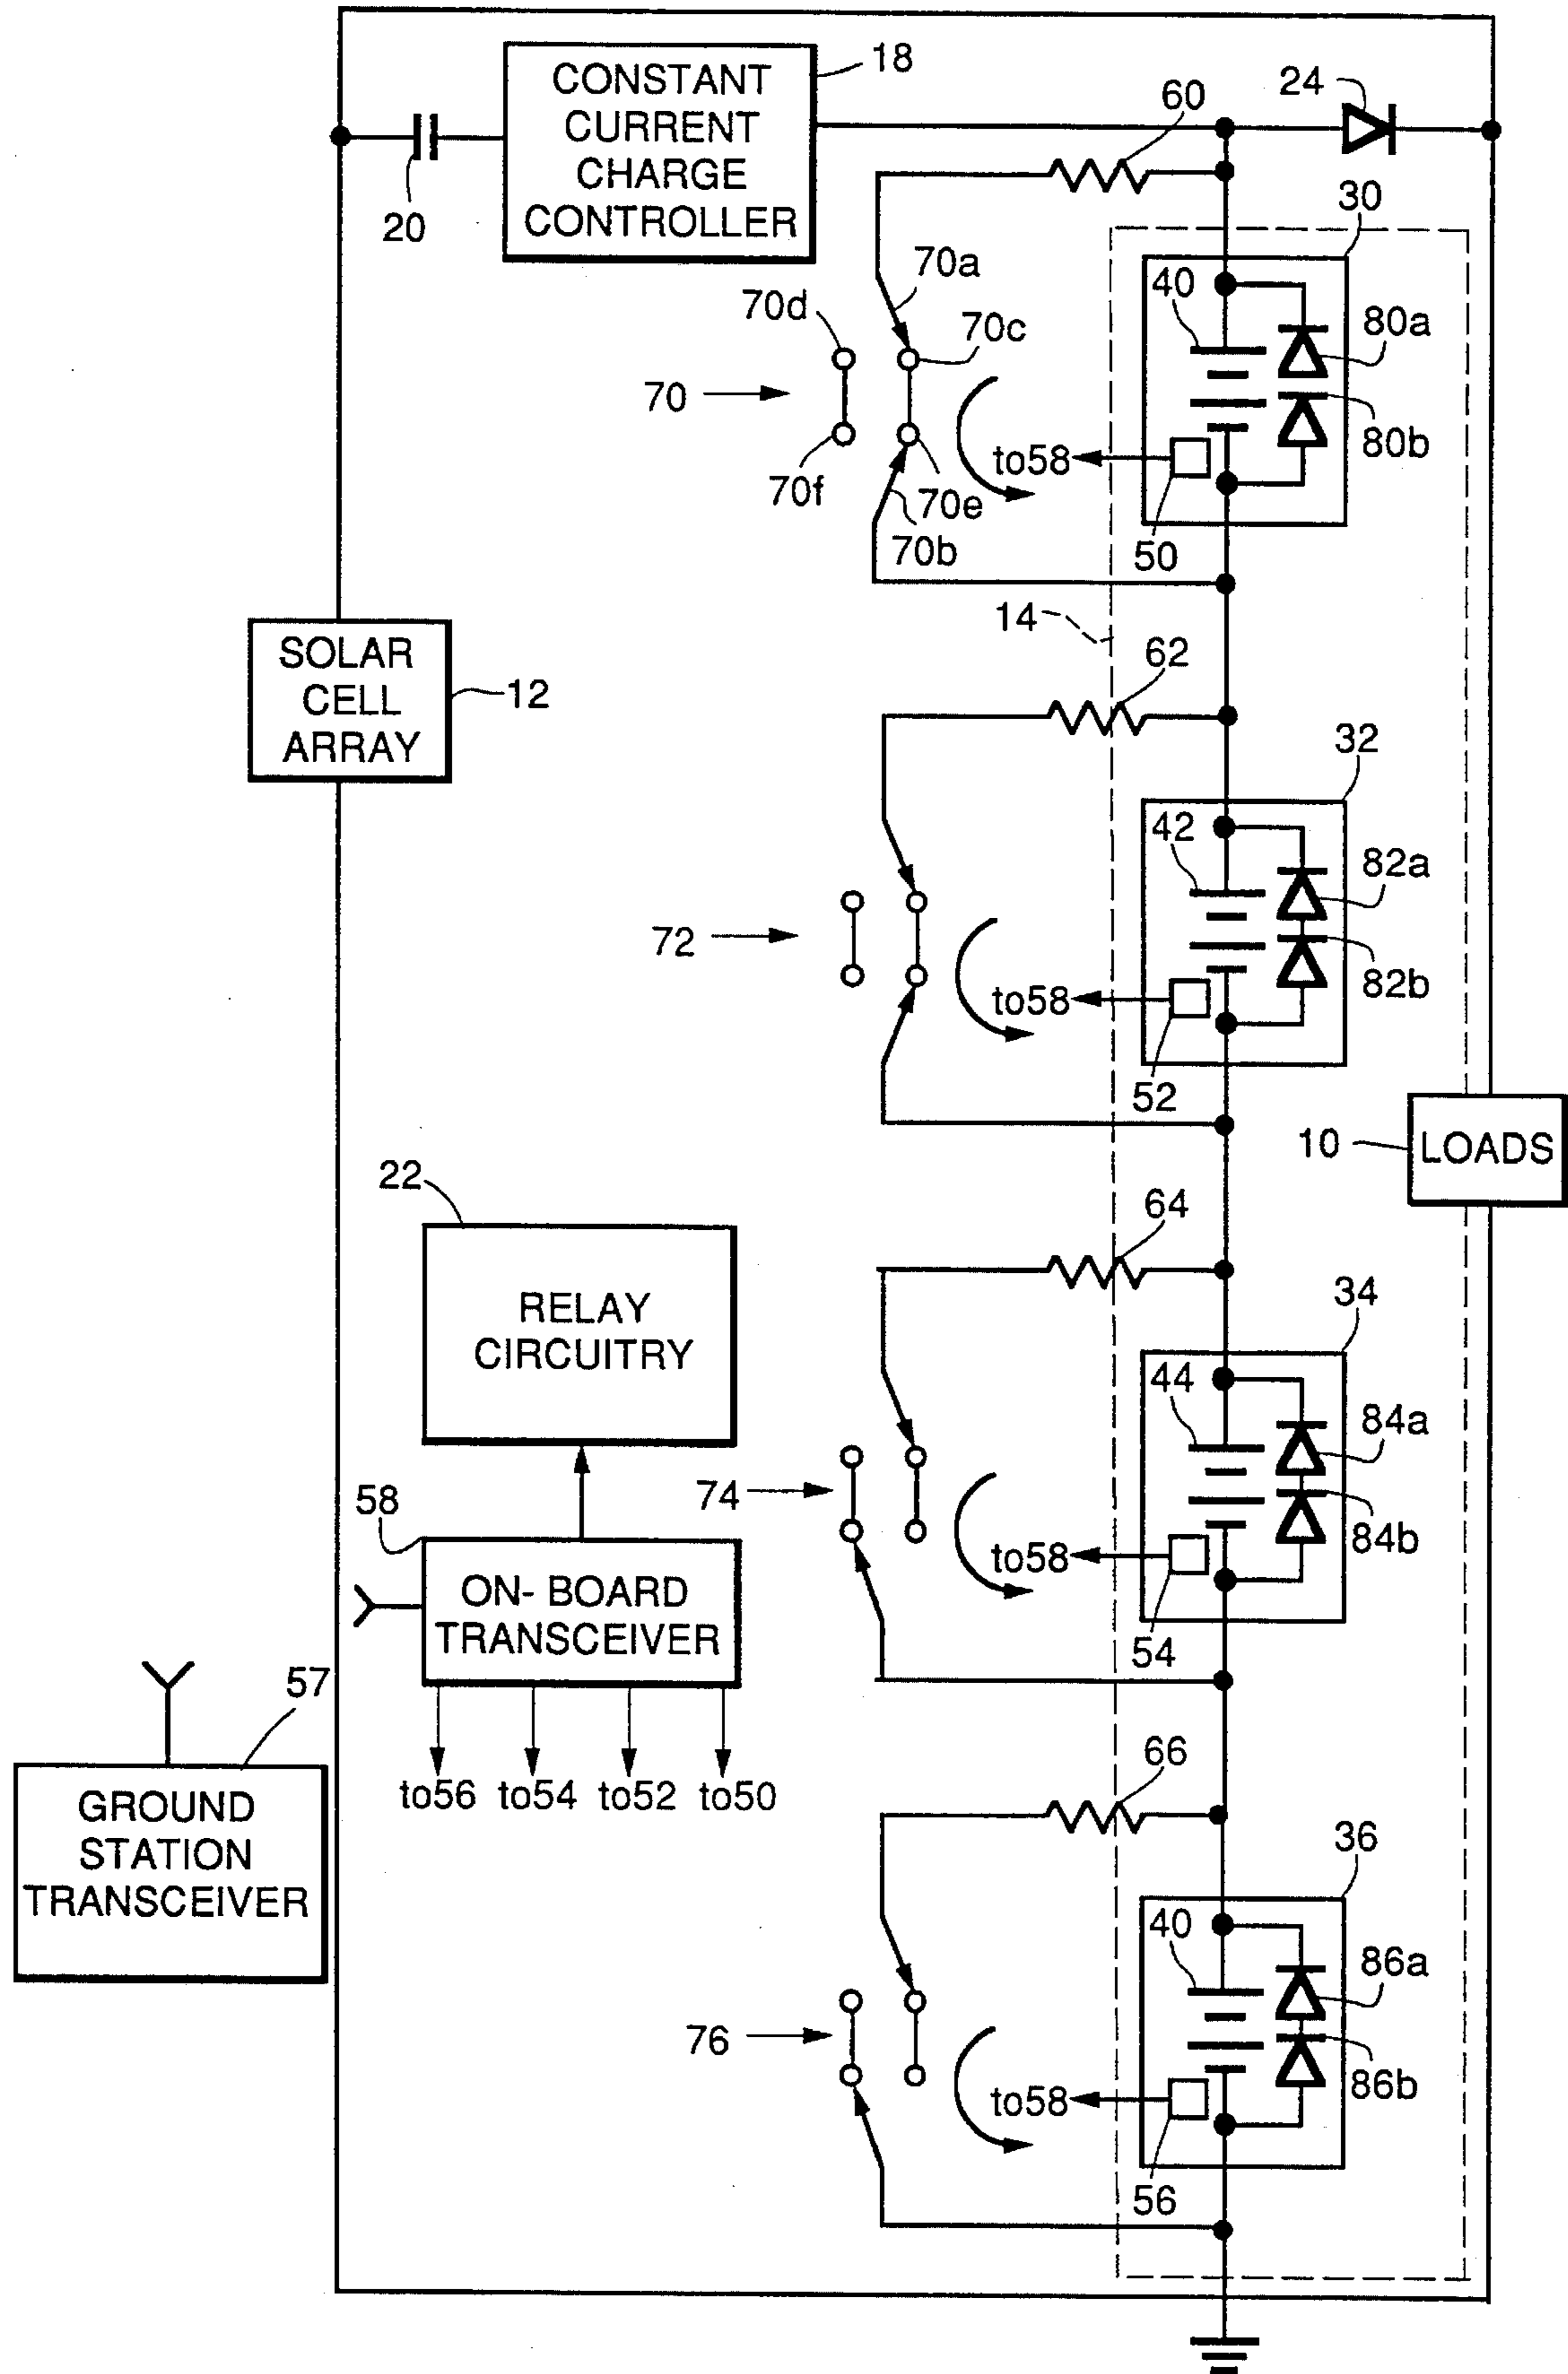 CONSTANT
CURRENT
CHARGE
CONTROLLER
18
20
24
60
30
70a
70d
70c
70
70f
70e
70b
to58
40
80a
80b
50
14
SOLAR
CELL
ARRAY
12
62
32
72
to58
42
82a
82b
52
10
LOADS
22
RELAY
CIRCUITRY
64
34
74
to58
44
84a
84b
54
58
ON- BOARD
TRANSCEIVER
to56 to54 to52 to50
57
GROUND
STATION
TRANSCEIVER
66
36
76
to58
40
86a
86b
56